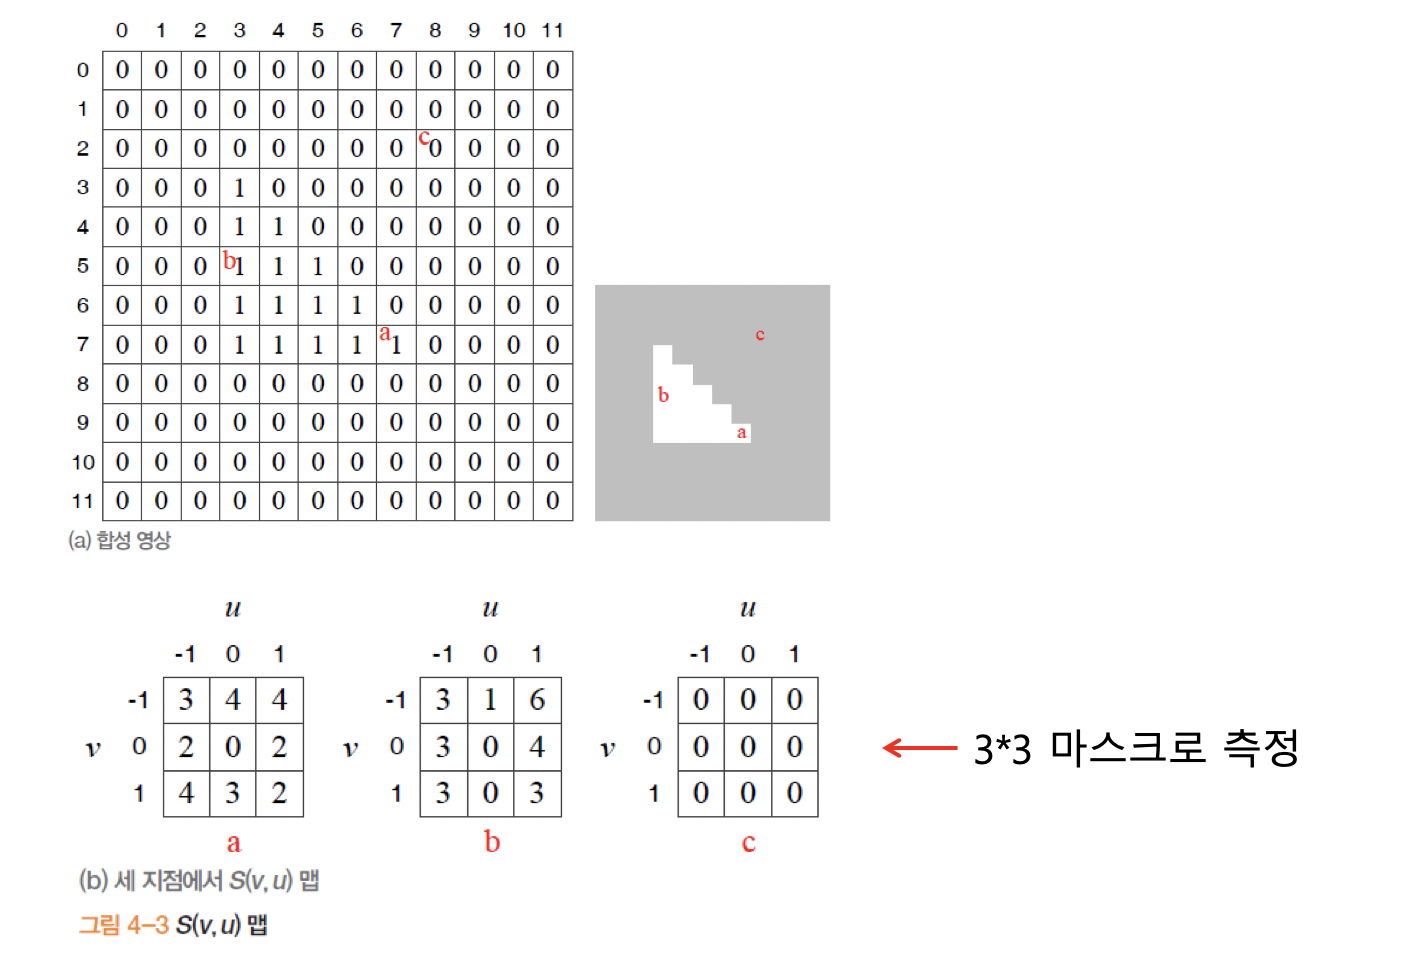 0 1 2 3 4 5 6 7 8 9 10 11
0 0 0 0 0 0 0 0 0 0 0 0 0
1 0 0 0 0 0 0 0 0 0 0 0 0
2 0 0 0 0 0 0 0 0 c0 0 0 0
3 0 0 0 1 0 0 0 0 0 0 0 0
4 0 0 0 1 1 0 0 0 0 0 0 0
5 0 0 0 b1 1 1 0 0 0 0 0 0
6 0 0 0 1 1 1 1 0 0 0 0 0
7 0 0 0 1 1 1 1 a1 0 0 0 0
8 0 0 0 0 0 0 0 0 0 0 0 0
9 0 0 0 0 0 0 0 0 0 0 0 0
10 0 0 0 0 0 0 0 0 0 0 0 0
11 0 0 0 0 0 0 0 0 0 0 0 0
c
b
a
(a) 합성 영상
u u u
-1 0 1 -1 0 1 -1 0 1
-1 3 4 4 -1 3 1 6 -1 0 0 0
v 0 2 0 2 v 0 3 0 4 v 0 0 0 0 3*3 마스크로 측정
1 4 3 2 1 3 0 3 1 0 0 0
a b c
(b) 세 지점에서 S(v, u) 맵
그림 4–3 S(v, u) 맵